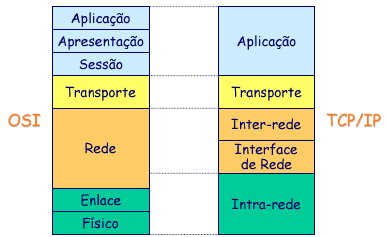 Aplicação
Apresentação
Sessão
Transporte
OSI
Rede
Enlace
Físico
Aplicação
Transporte
Inter-rede
TCP/IP
Interface
de Rede
Intra-rede